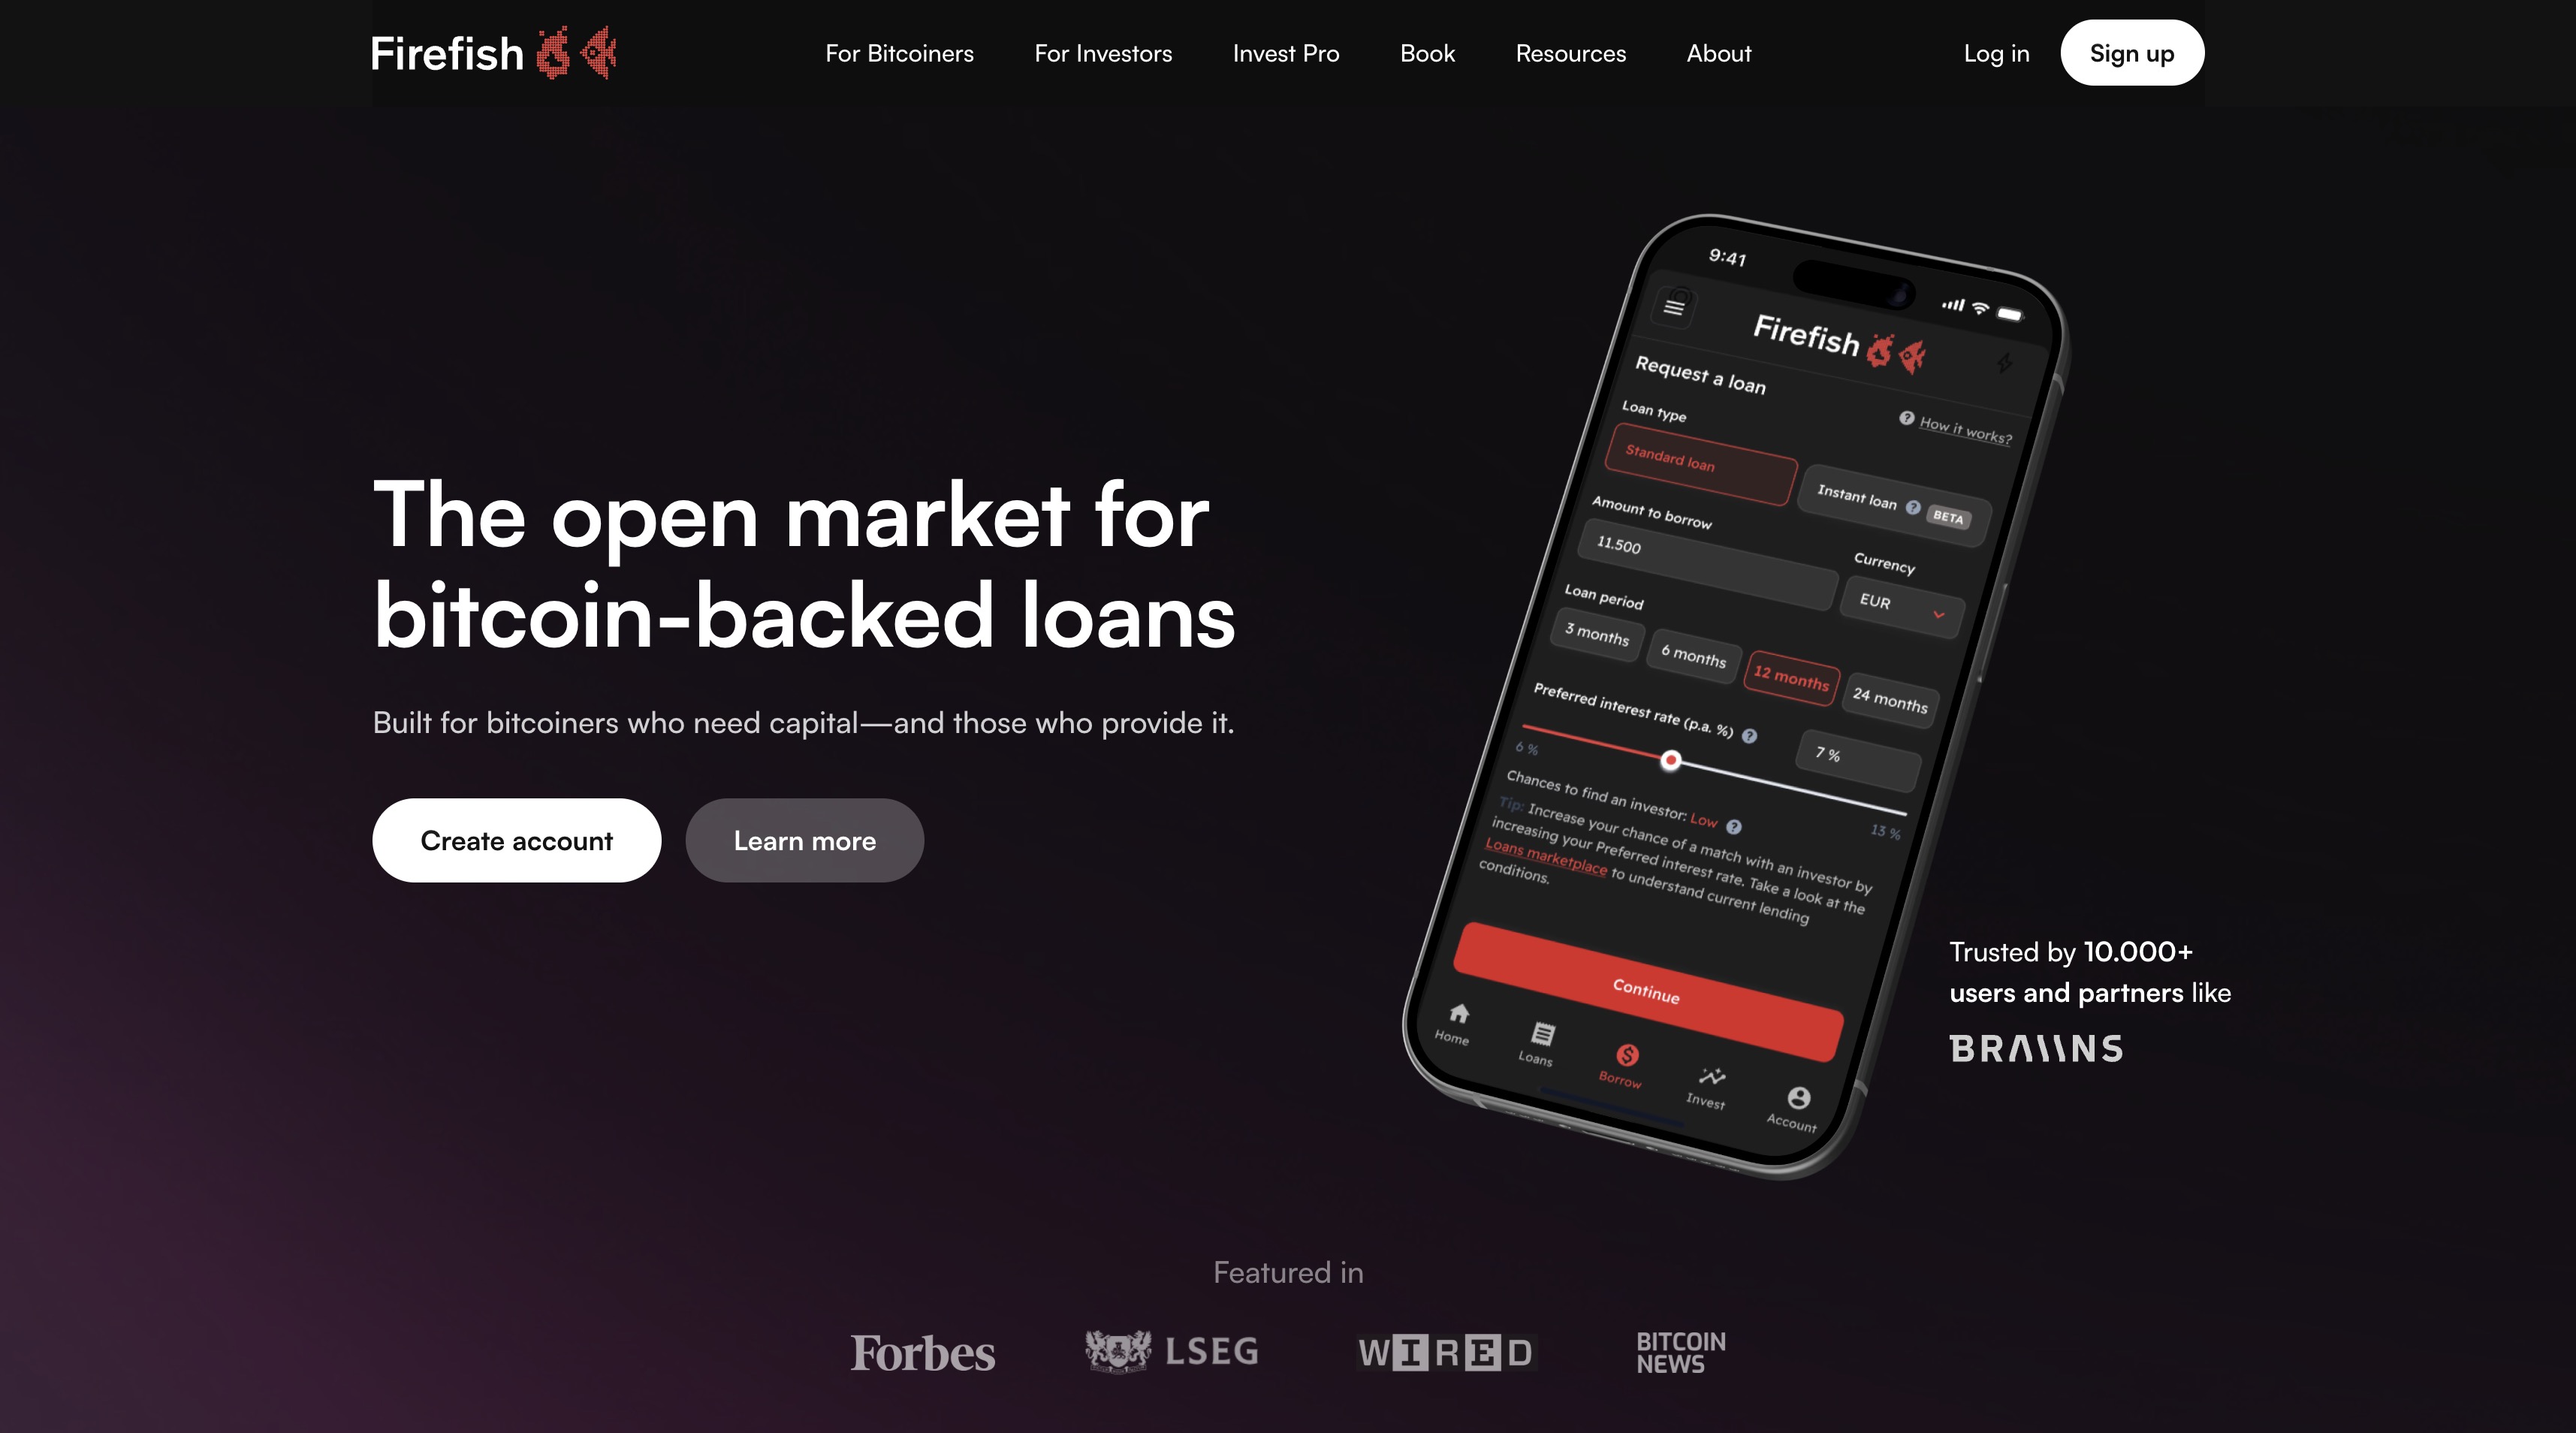 Firefish
For Bitcoiners
For Investors
Invest Pro
Book
Resources
About
Log in
Sign up
The open market for
bitcoin-backed loans
Built for bitcoiners who need capital—and those who provide it.
Create account
Learn more
9:41
Firefish
Request a loan
How it works?
Loan type
Standard loan
Instant loan ? BETA
Amount to borrow
11.500
Currency
EUR
Loan period
3 months
6 months
12 months
24 months
Preferred interest rate (p.a. %) ?
7 %
6 %
13 %
Chances to find an investor: Low ?
Tip: Increase your chance of a match with an investor by
increasing your Preferred interest rate. Take a look at the
Loans marketplace to understand current lending
conditions.
Continue
Home
Loans
Borrow
Invest
Account
Trusted by 10.000+
users and partners like
BRAIINS
Featured in
Forbes
LSEG
WIRED
BITCOIN
NEWS